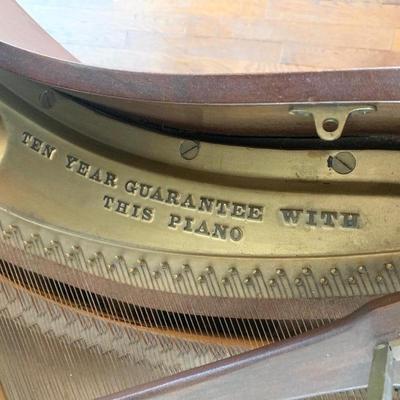 TEN YEAR GUARANTEE WITH
THIS PIANO